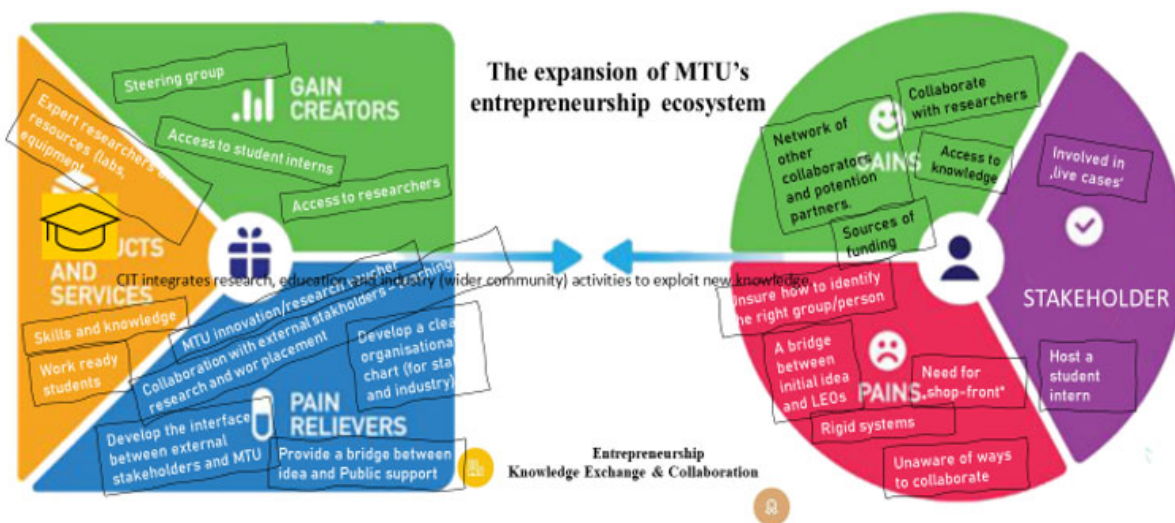 The expansion of MTU's
entrepreneurship ecosystem
Steering group
GAIN
CREATORS
Access to student interns
Access to researchers
Expert researchers
resources (labs,
equipment
AND
SERVICES
Skills and knowledge
Work ready
students
CIT integrates research, education and industry (wider community) activities to exploit new knowledge.
MTU innovation/research voucher
Collaboration with external stakholders –
research and wor placement
Develop a clea
organisationa
chart (for sta
and industry)
PAIN
RELIEVERS
Develop the interface
between external
stakeholders and MTU
Provide a bridge between
idea and Public support
Entrepreneurship
Knowledge Exchange & Collaboration
Collaborate
with researchers
Network of
other
collaborators
and potention
partners.
GAINS
Access to
knowledge
Sources of
funding
Involved in
‚live cases'
STAKEHOLDER
Host a
student
intern
Unsure how to identify
the right group/person
A bridge
between
initial idea
and LEOs
PAINS
Need for
shop-front"
Rigid systems
Unaware of ways
to collaborate